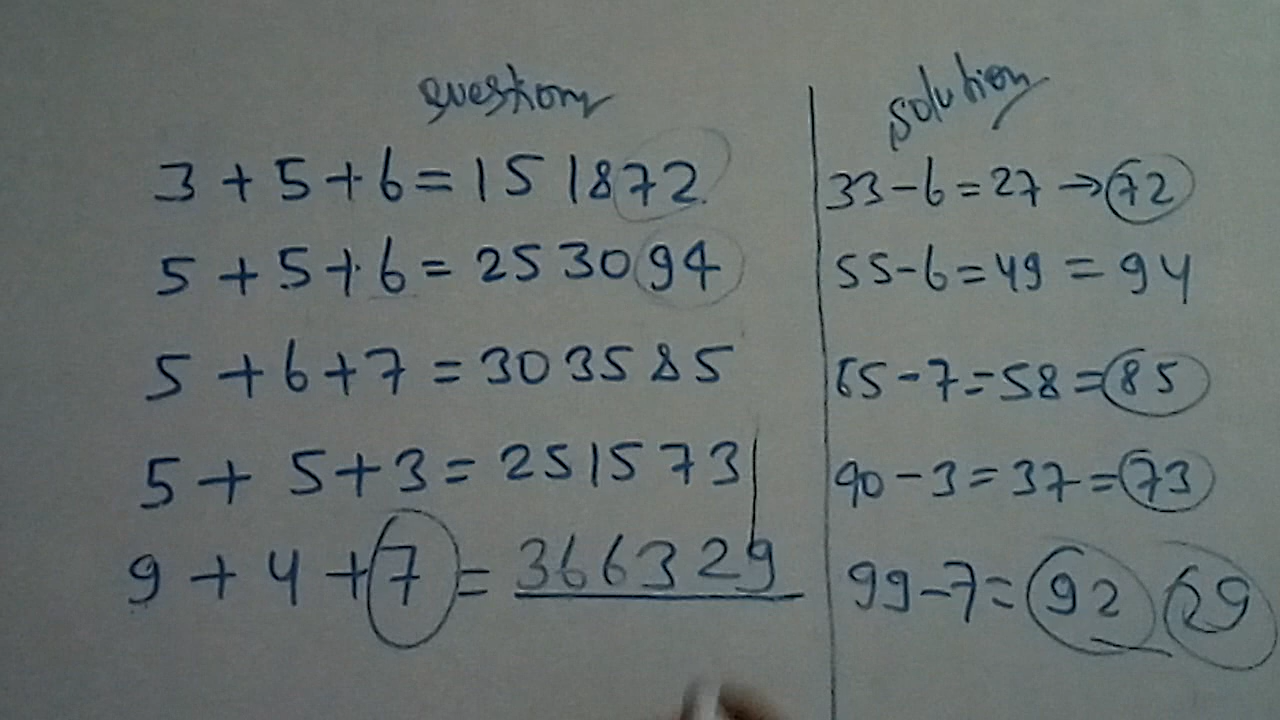 question
solution
3 + 5 + 6 = 151872
33 - 6 = 27 → 72
5 + 5 + 6 = 253094
55 - 6 = 49 = 94
5 + 6 + 7 = 303585
65 - 7 = 58 = 85
5 + 5 + 3 = 251573
40 - 3 = 37 = 73
9 + 4 + 7 = 366329
99 - 7 = 92 29